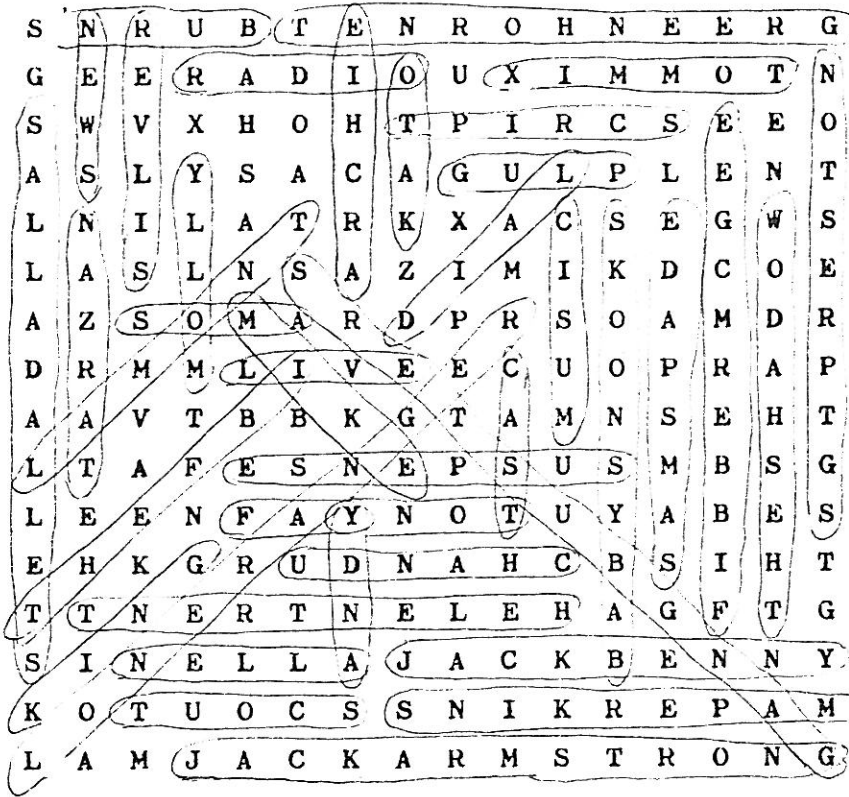 S N R U B T E N R O H N E E R G
G E E R A D I O U X I M M O T N
S W V X H O H T P I R C S E E O
A S L Y S A C A G U L P L E N T
L N I L A T R K X A C S E G W S
L A S L N S A Z I M I K D C O E
A Z S O M A R D P R S O A M D R
D R M M L I V E E C U O P R A P
A A V T B B K G T A M N S E H T
L T A F E S N E P S U S M B S G
L E E N F A Y N O T U Y A B E S
E H K G R U D N A H C B S I H T
T T N E R T N E L E H A G F T G
S I N E L L A J A C K B E N N Y
K O T U O C S S N I K R E P A M
L A M J A C K A R M S T R O N G